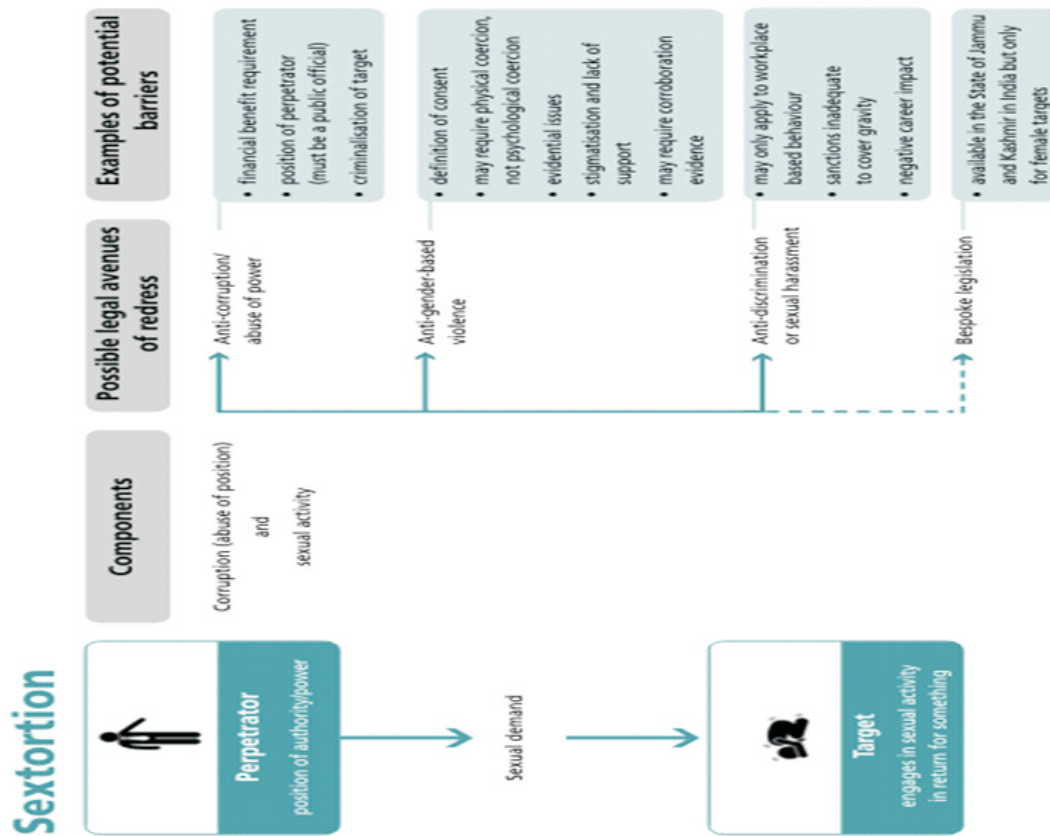 Sextortion
Perpetrator
position of authority/power
Sexual demand
Target
engages in sexual activity
in return for something
Components
Corruption (abuse of position)
and
sexual activity
Possible legal avenues
of redress
Anti-corruption/
abuse of power
Anti-gender-based
violence
Anti-discrimination
or sexual harassment
Bespoke legislation
Examples of potential
barriers
• financial benefit requirement
• position of perpetrator
(must be a public official)
• criminalisation of target
• definition of consent
• may require physical coercion,
not psychological coercion
• evidential issues
• stigmatisation and lack of
support
• may require corroboration
evidence
• may only apply to workplace
based behaviour
• sanctions inadequate
to cover gravity
• negative career impact
• available in the State of Jammu
and Kashmir in India but only
for female targets